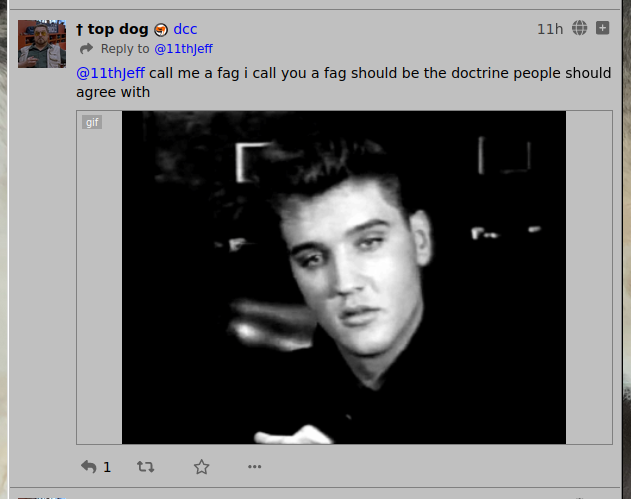 † top dog dcc 11h
Reply to @11thJeff
@11thJeff call me a fag i call you a fag should be the doctrine people should
agree with
gif
1